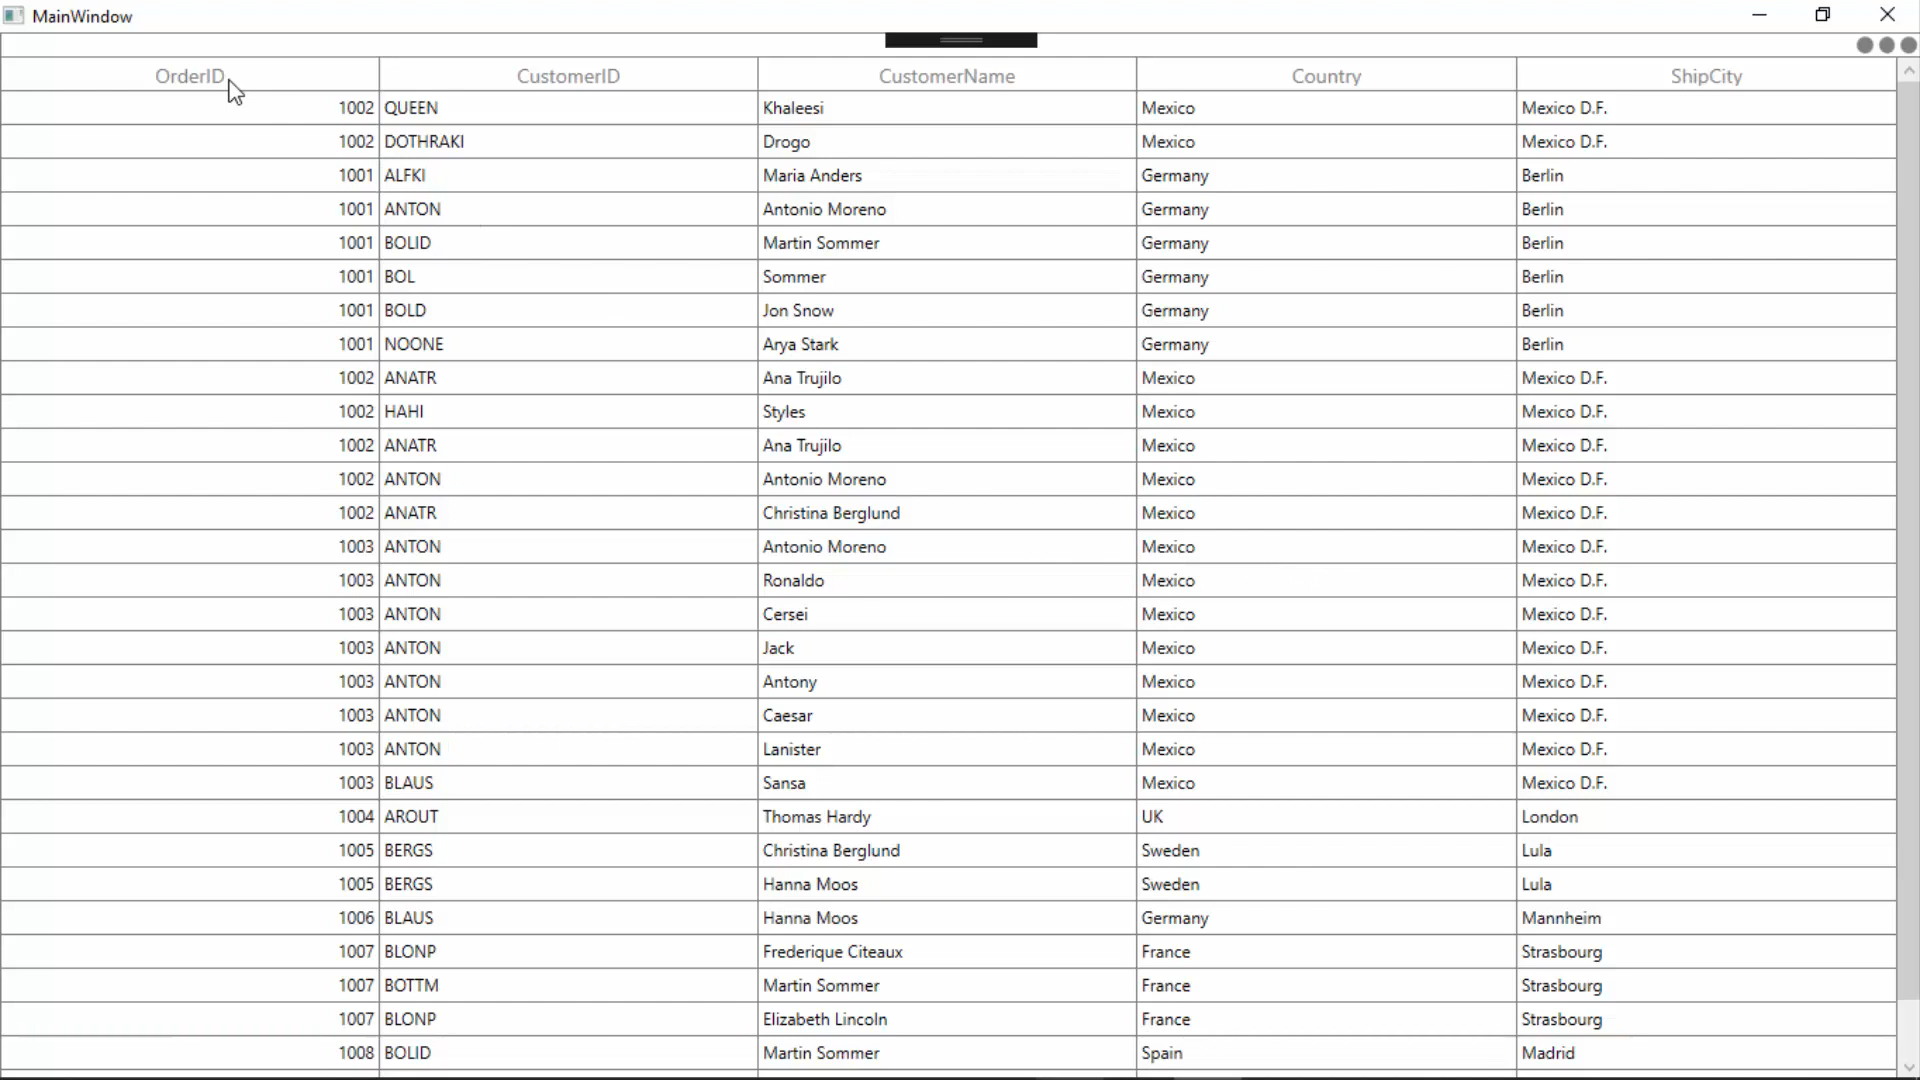 MainWindow
OrderID CustomerID CustomerName Country ShipCity
1002 QUEEN Khaleesi Mexico Mexico D.F.
1002 DOTHRAKI Drogo Mexico Mexico D.F.
1001 ALFKI Maria Anders Germany Berlin
1001 ANTON Antonio Moreno Germany Berlin
1001 BOLID Martin Sommer Germany Berlin
1001 BOL Sommer Germany Berlin
1001 BOLD Jon Snow Germany Berlin
1001 NOONE Arya Stark Germany Berlin
1002 ANATR Ana Trujilo Mexico Mexico D.F.
1002 HAHI Styles Mexico Mexico D.F.
1002 ANATR Ana Trujilo Mexico Mexico D.F.
1002 ANTON Antonio Moreno Mexico Mexico D.F.
1002 ANATR Christina Berglund Mexico Mexico D.F.
1003 ANTON Antonio Moreno Mexico Mexico D.F.
1003 ANTON Ronaldo Mexico Mexico D.F.
1003 ANTON Cersei Mexico Mexico D.F.
1003 ANTON Jack Mexico Mexico D.F.
1003 ANTON Antony Mexico Mexico D.F.
1003 ANTON Caesar Mexico Mexico D.F.
1003 ANTON Lanister Mexico Mexico D.F.
1003 BLAUS Sansa Mexico Mexico D.F.
1004 AROUT Thomas Hardy UK London
1005 BERGS Christina Berglund Sweden Lula
1005 BERGS Hanna Moos Sweden Lula
1006 BLAUS Hanna Moos Germany Mannheim
1007 BLONP Frederique Citeaux France Strasbourg
1007 BOTTM Martin Sommer France Strasbourg
1007 BLONP Elizabeth Lincoln France Strasbourg
1008 BOLID Martin Sommer Spain Madrid